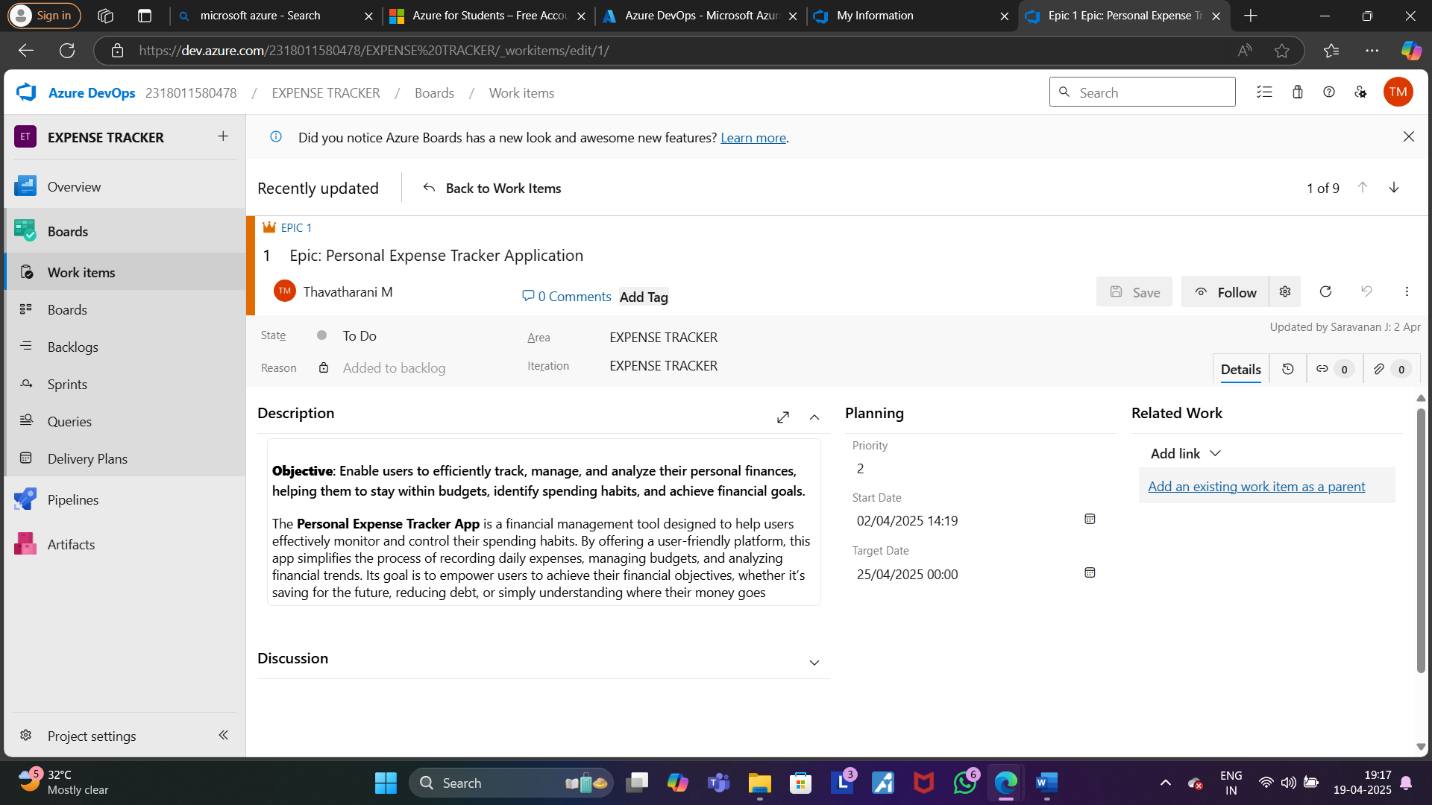 Sign in
microsoft azure - Search
Azure for Students – Free Accou
Azure DevOps - Microsoft Azur
My Information
Epic 1 Epic: Personal Expense Tr
https://dev.azure.com/2318011580478/EXPENSE%20TRACKER/_workitems/edit/1/
Azure DevOps 2318011580478 / EXPENSE TRACKER / Boards / Work items
Search
TM
ET EXPENSE TRACKER +
Did you notice Azure Boards has a new look and awesome new features? Learn more.
Overview
Boards
Work items
Boards
Backlogs
Sprints
Queries
Delivery Plans
Pipelines
Artifacts
Project settings
Recently updated
Back to Work Items
1 of 9
EPIC 1
1 Epic: Personal Expense Tracker Application
TM Thavatharani M
0 Comments
Add Tag
Save
Follow
State To Do
Area EXPENSE TRACKER
Updated by Saravanan J: 2 Apr
Reason Added to backlog
Iteration EXPENSE TRACKER
Details
0
0
Description
Objective: Enable users to efficiently track, manage, and analyze their personal finances,
helping them to stay within budgets, identify spending habits, and achieve financial goals.
The Personal Expense Tracker App is a financial management tool designed to help users
effectively monitor and control their spending habits. By offering a user-friendly platform, this
app simplifies the process of recording daily expenses, managing budgets, and analyzing
financial trends. Its goal is to empower users to achieve their financial objectives, whether it's
saving for the future, reducing debt, or simply understanding where their money goes
Discussion
Planning
Priority
2
Start Date
02/04/2025 14:19
Target Date
25/04/2025 00:00
Related Work
Add link
Add an existing work item as a parent
5
32°C
Mostly clear
Search
3
6
ENG
IN
19:17
19-04-2025